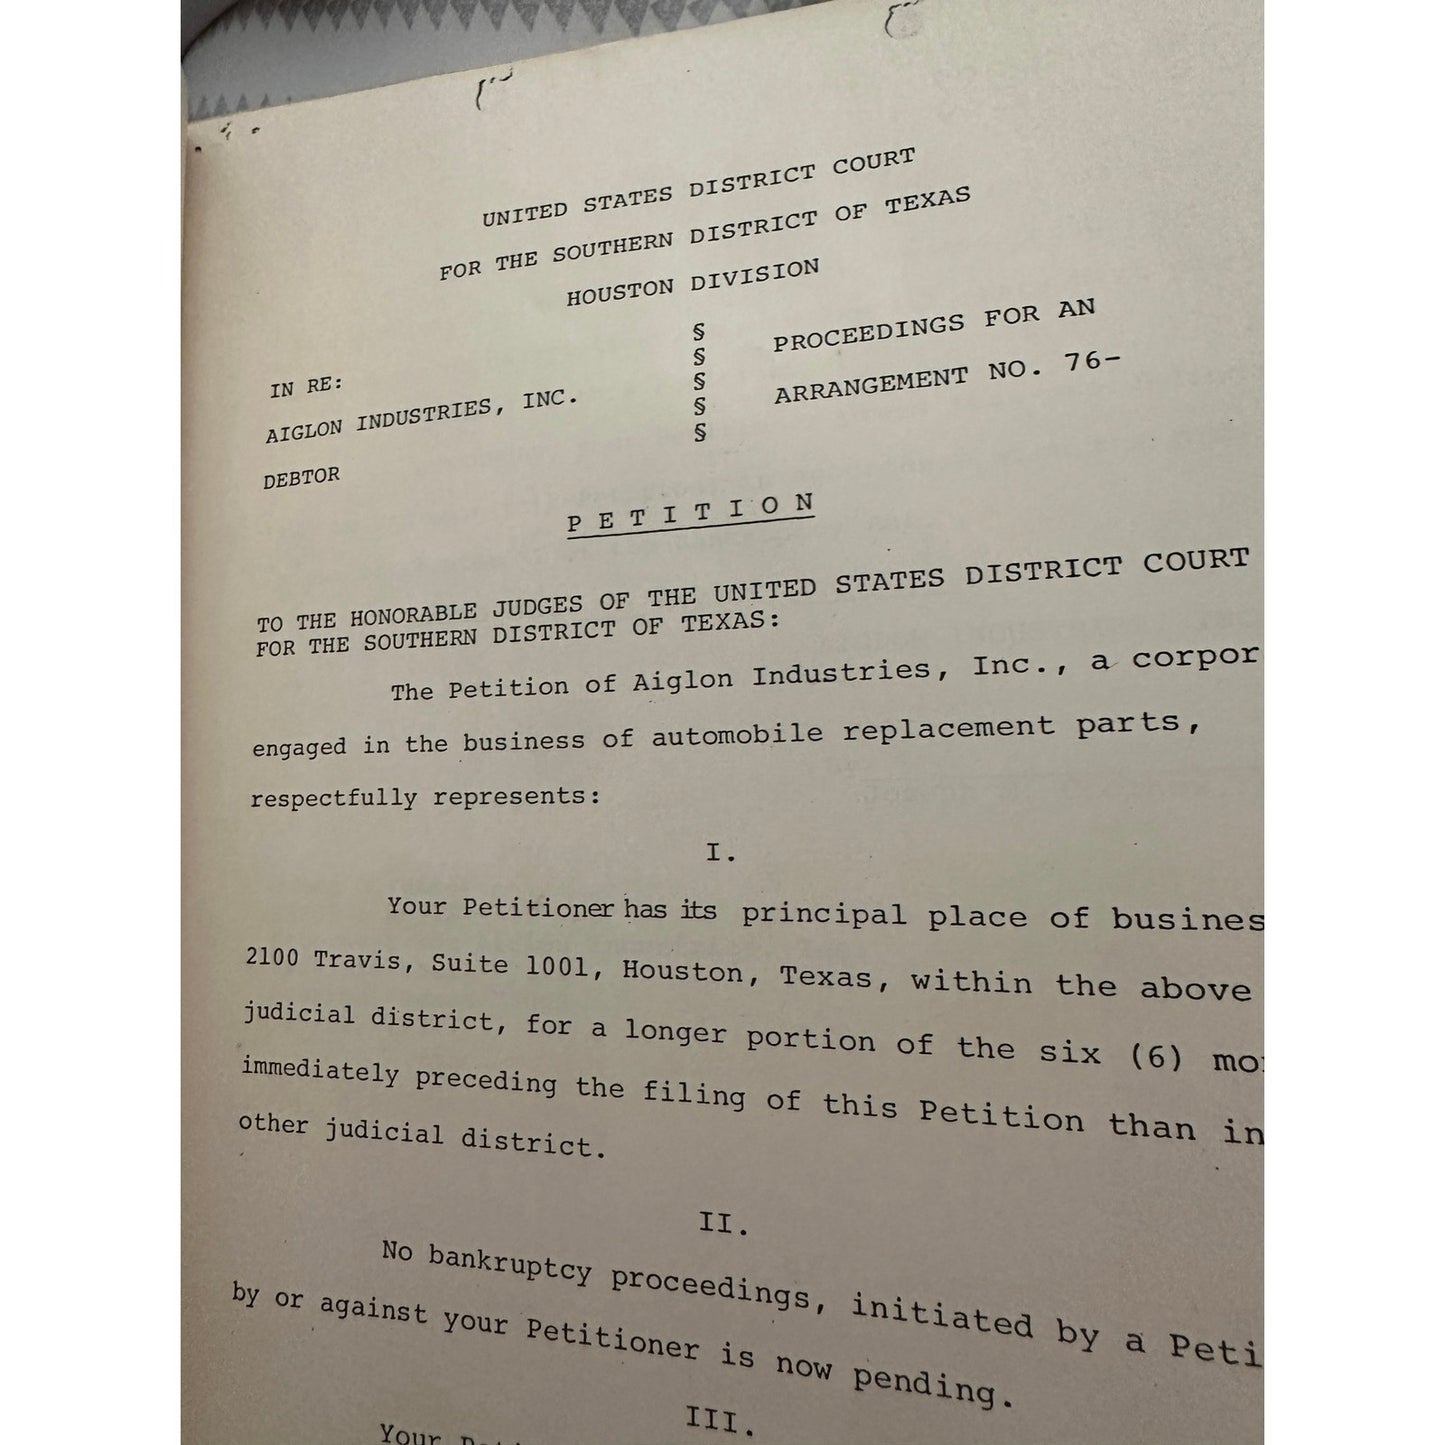 UNITED STATES DISTRICT COURT
FOR THE SOUTHERN DISTRICT OF TEXAS
HOUSTON DIVISION
IN RE:
AIGLON INDUSTRIES, INC.
DEBTOR
§
§
§
§
§
PROCEEDINGS FOR AN
ARRANGEMENT NO. 76-
P E T I T I O N
TO THE HONORABLE JUDGES OF THE UNITED STATES DISTRICT COURT
FOR THE SOUTHERN DISTRICT OF TEXAS:
The Petition of Aiglon Industries, Inc., a corpor
engaged in the business of automobile replacement parts,
respectfully represents:
I.
Your Petitioner has its principal place of busines
2100 Travis, Suite 1001, Houston, Texas, within the above
judicial district, for a longer portion of the six (6) mo
immediately preceding the filing of this Petition than in
other judicial district.
II.
No bankruptcy proceedings, initiated by a Peti
by or against your Petitioner is now pending.
III.
Your